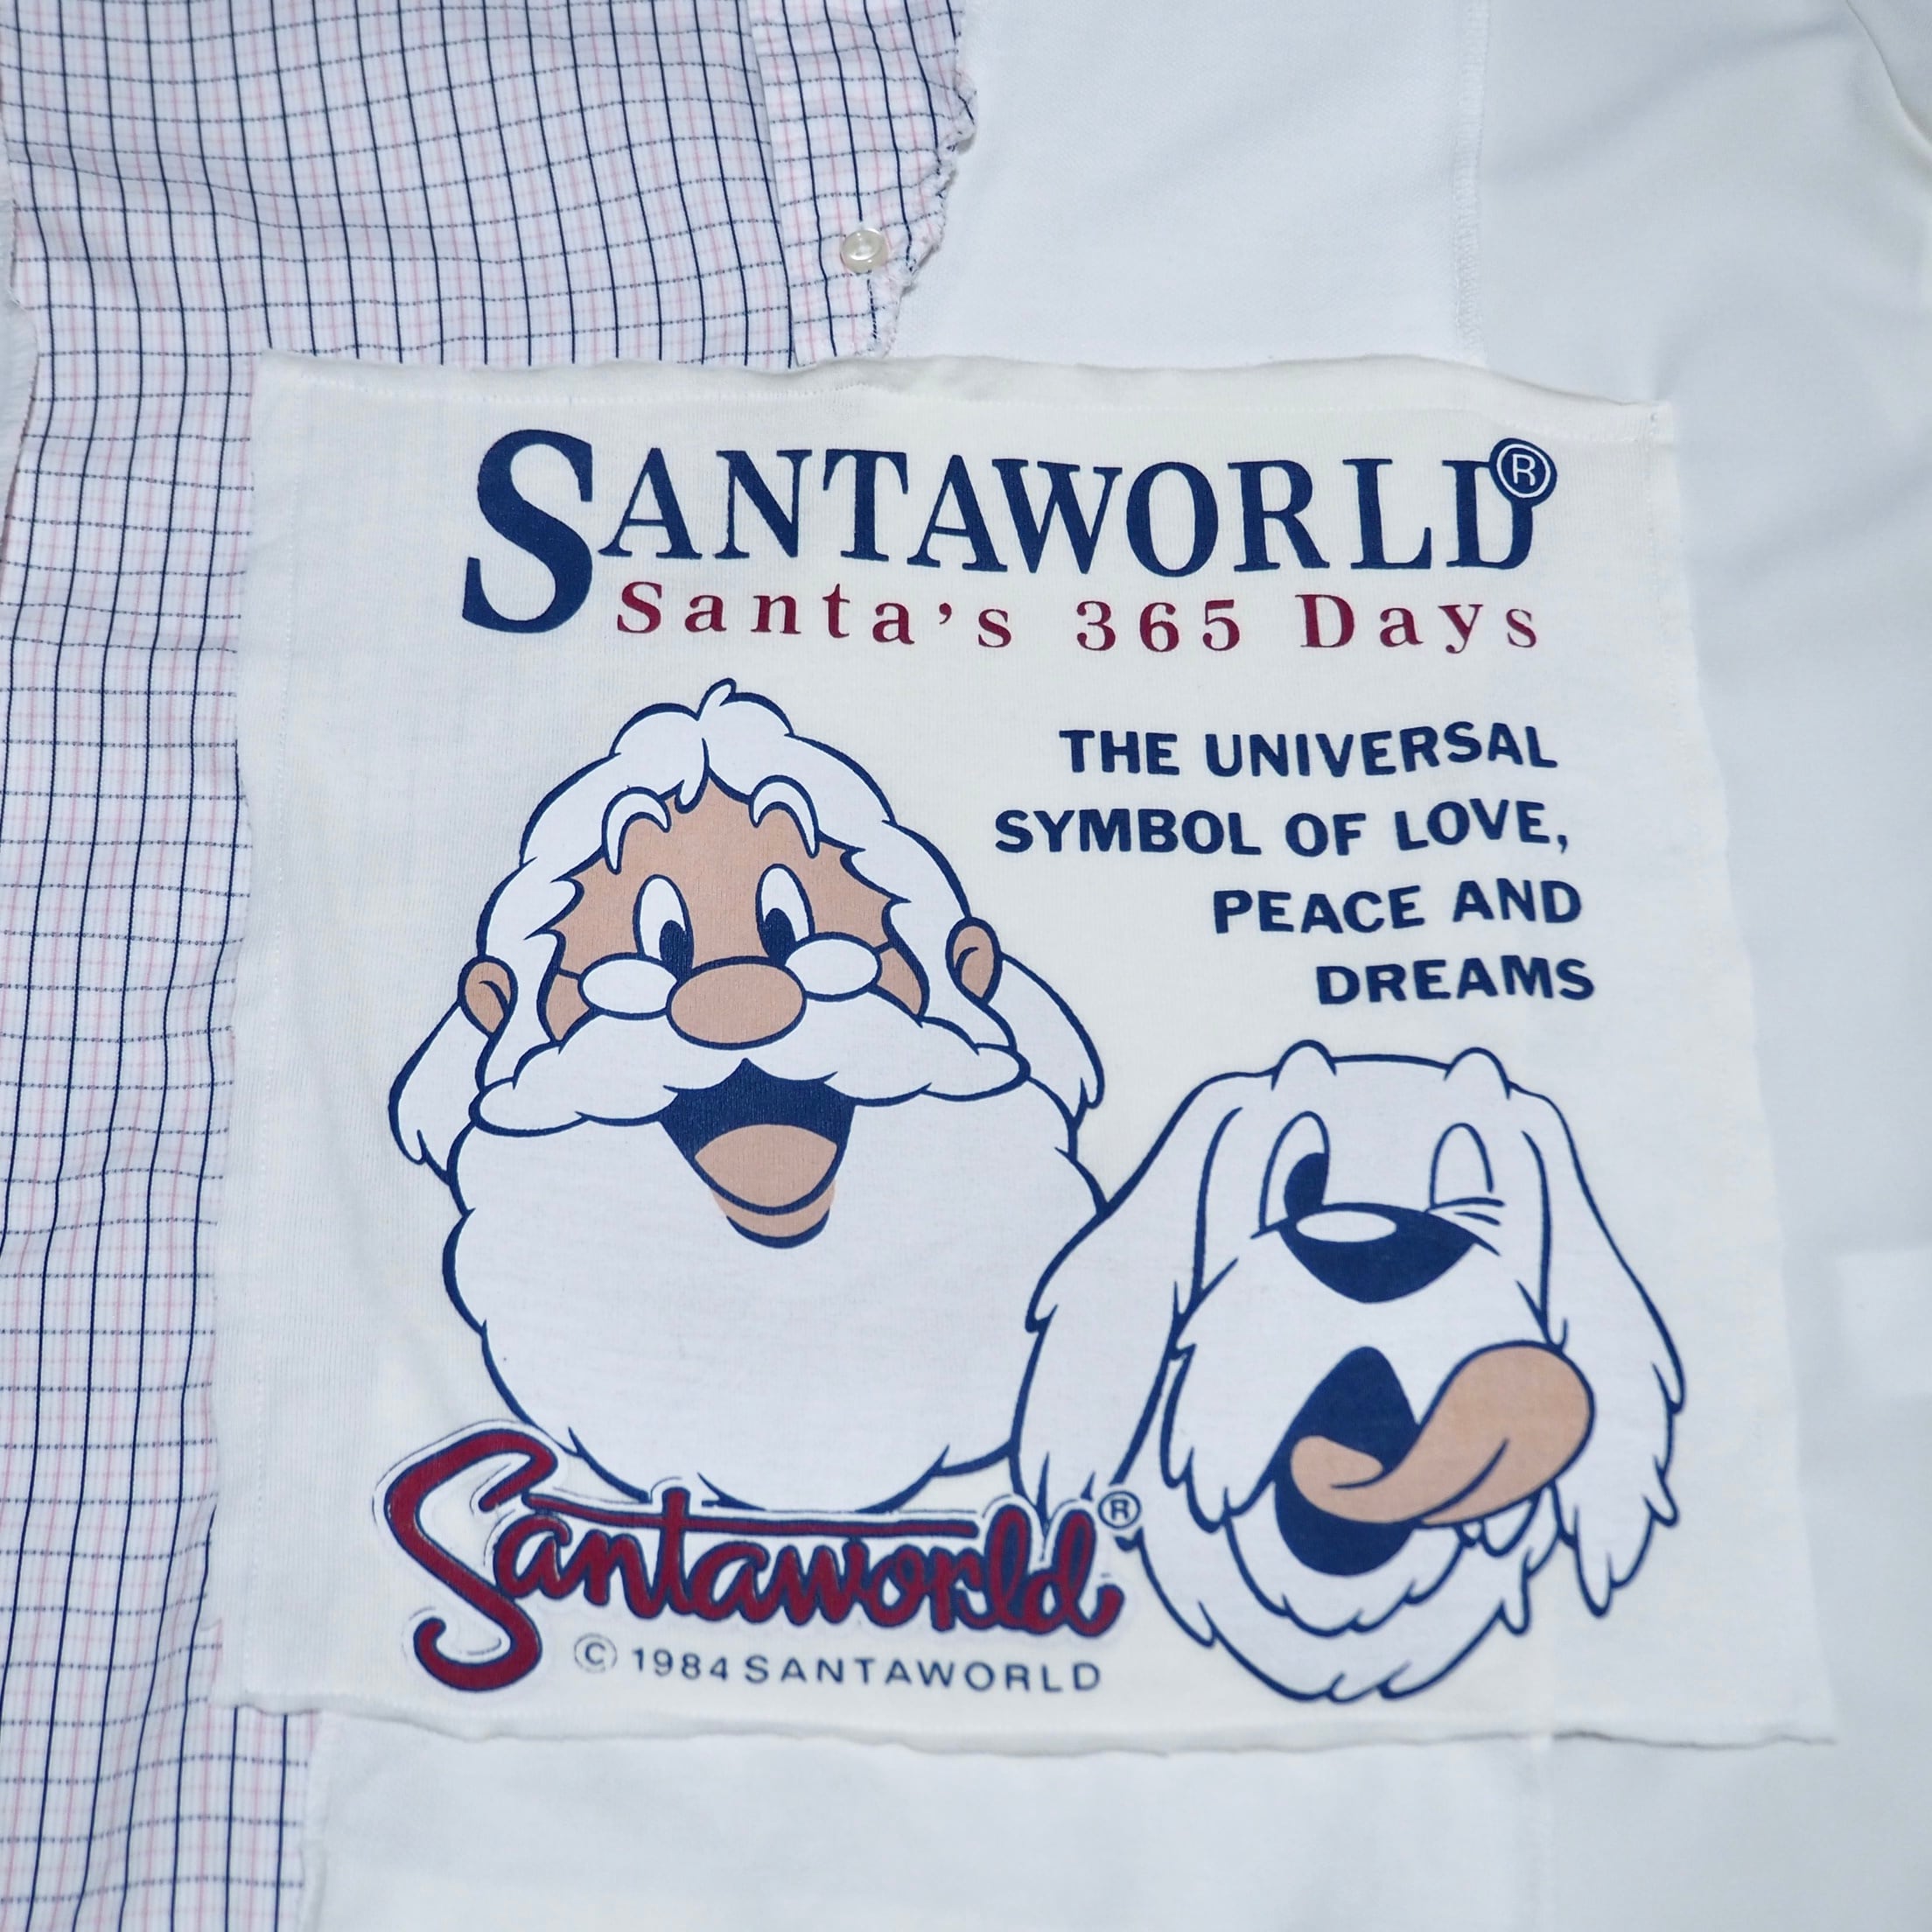 SANTAWORLD®
Santa's 365 Days
THE UNIVERSAL
SYMBOL OF LOVE,
PEACE AND
DREAMS
Santaworld®
© 1984 SANTAWORLD